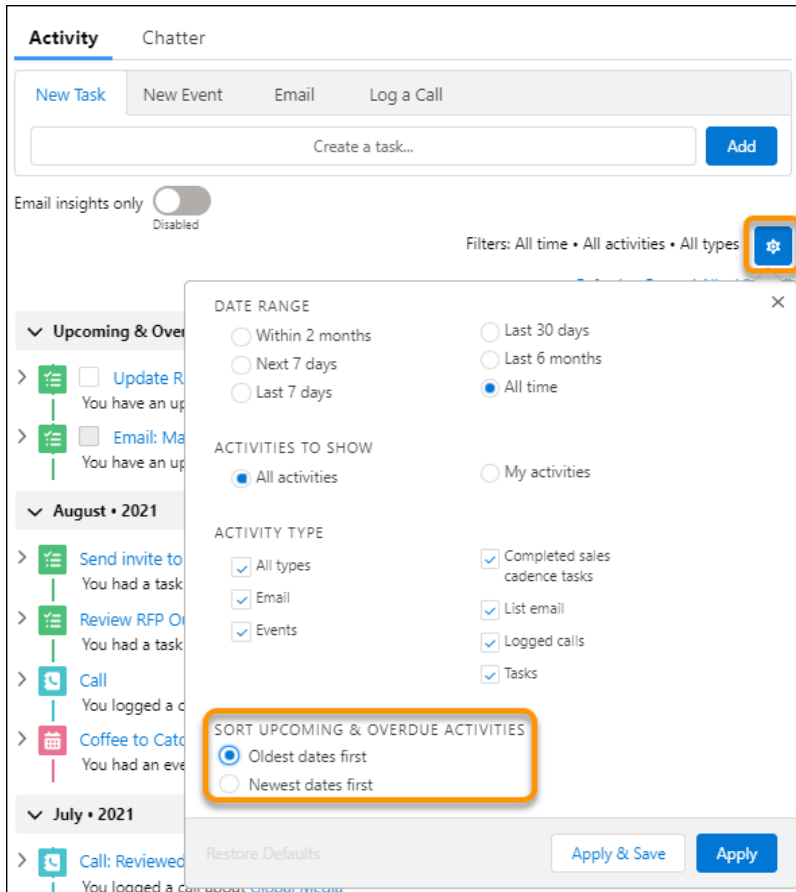 Activity Chatter
New Task New Event Email Log a Call
Create a task... Add
Email insights only
Disabled
Filters: All time • All activities • All types
Upcoming & Over
Update R
You have an up
Email: Ma
You have an up
August • 2021
Send invite to
You had a task
Review RFP O
You had a task
Call
You logged a c
Coffee to Catc
You had an eve
July • 2021
Call: Reviewed
You logged a call about Global Media
DATE RANGE
Within 2 months
Next 7 days
Last 7 days
Last 30 days
Last 6 months
All time
ACTIVITIES TO SHOW
All activities My activities
ACTIVITY TYPE
All types
Email
Events
Completed sales
cadence tasks
List email
Logged calls
Tasks
SORT UPCOMING & OVERDUE ACTIVITIES
Oldest dates first
Newest dates first
Restore Defaults Apply & Save Apply